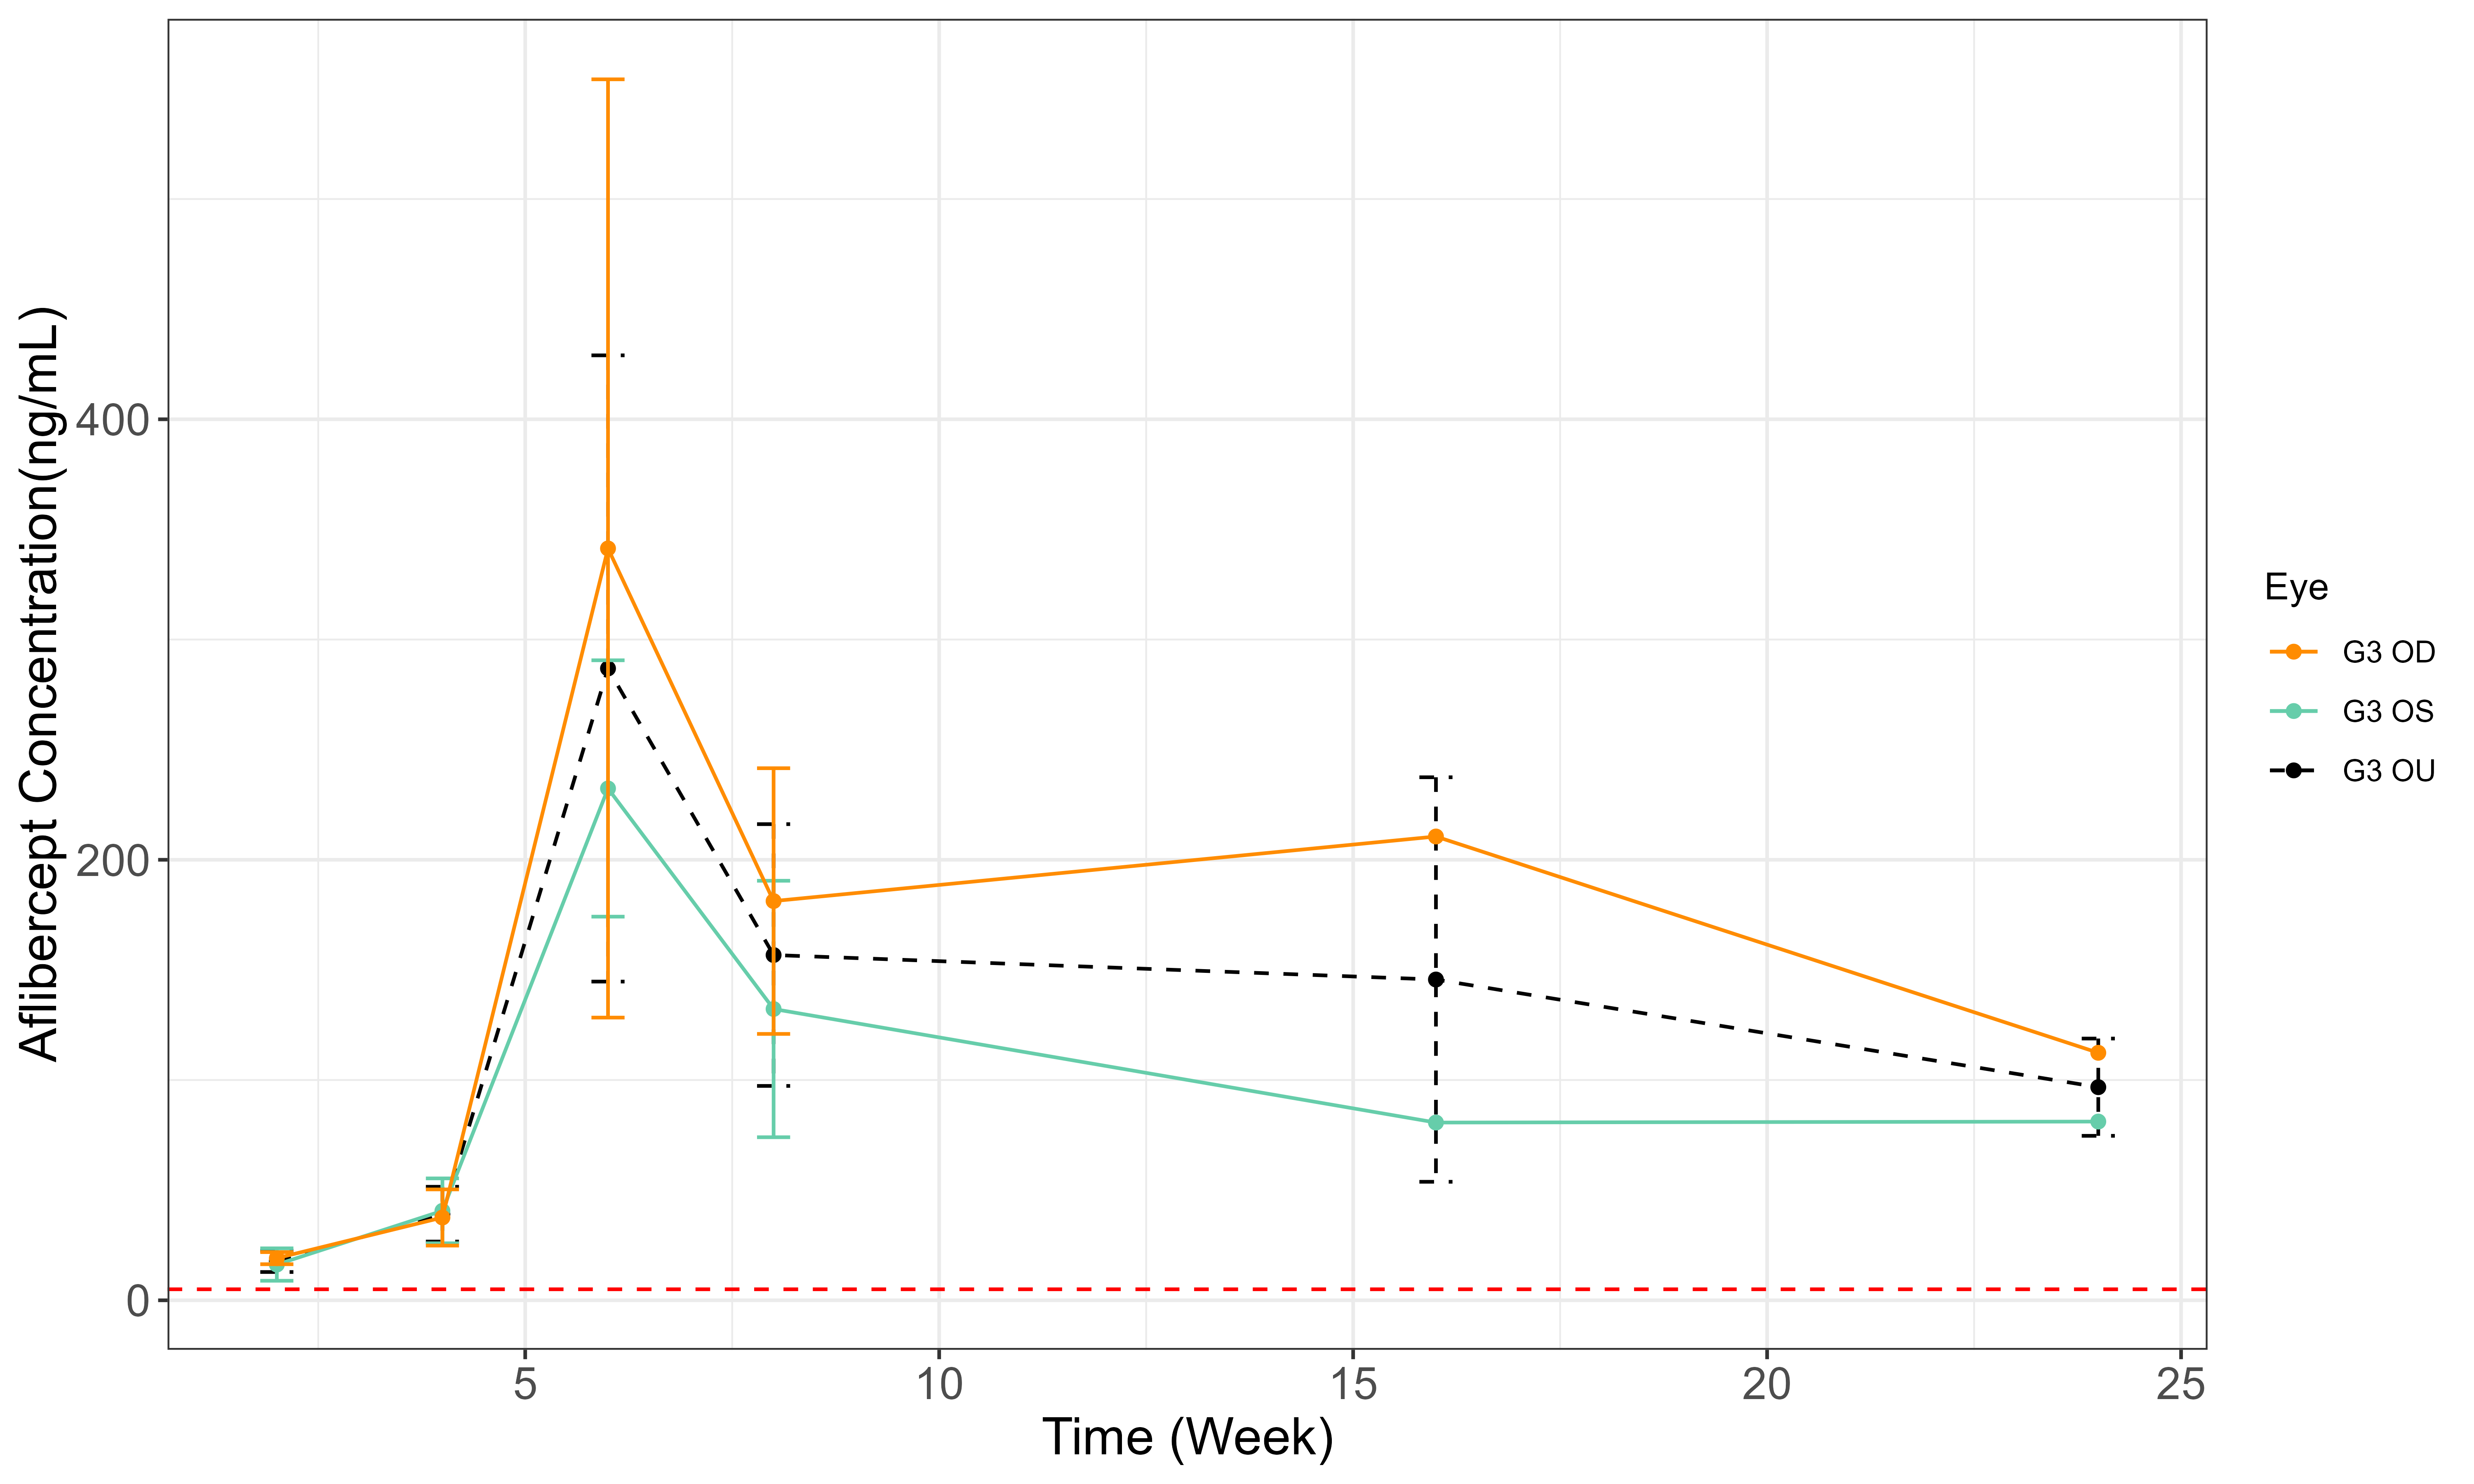 Aflibercept Concentration(ng/mL)
400
200
0
5 10 15 20 25
Time (Week)
Eye
G3 OD
G3 OS
G3 OU